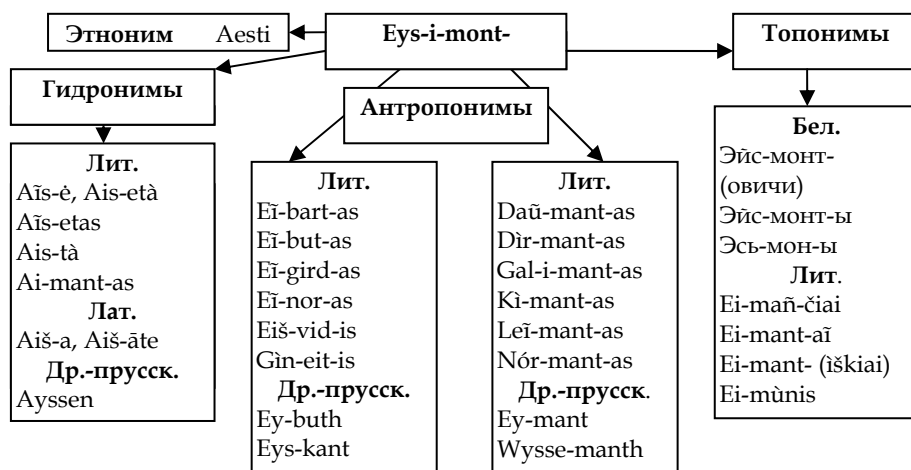 Этноним Aesti
Eys-i-mont-
Топонимы
Гидронимы
Антропонимы
Лит.
Aĩs-ė, Ais-età
Aĩs-etas
Ais-tà
Ai-mant-as
Лат.
Aiš-a, Aiš-āte
Др.-прусск.
Ayssen
Лит.
Eĩ-bart-as
Eĩ-but-as
Eĩ-gird-as
Eĩ-nor-as
Eiš-vid-is
Gìn-eit-is
Др.-прусск.
Ey-buth
Eys-kant
Лит.
Daũ-mant-as
Dìr-mant-as
Gal-i-mant-as
Kì-mant-as
Leĩ-mant-as
Nór-mant-as
Др.-прусск.
Ey-mant
Wysse-manth
Бел.
Эйс-монт-
(овичи)
Эйс-монт-ы
Эсь-мон-ы
Лит.
Ei-mañ-čiai
Ei-mant-aĩ
Ei-mant- (ìškiai)
Ei-mùnis